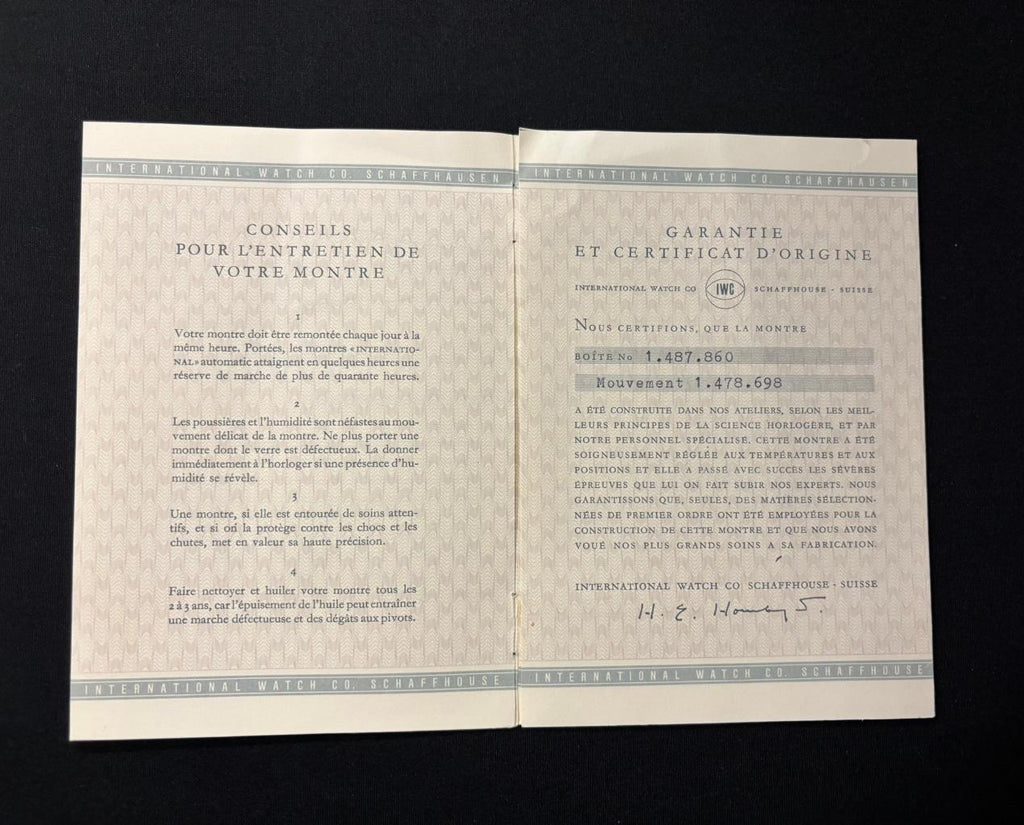 INTERNATIONAL WATCH CO. SCHAFFHAUSEN
CONSEILS
POUR L'ENTRETIEN DE
VOTRE MONTRE
1
Votre montre doit être remontée chaque jour à la
même heure. Portées, les montres «INTERNATIO-
NAL» automatic attaignent en quelques heures une
réserve de marche de plus de quarante heures.
2
Les poussières et l'humidité sont néfastes au mou-
vement délicat de la montre. Ne plus porter une
montre dont le verre est défectueux. La donner
immédiatement à l'horloger si une présence d'hu-
midité se révèle.
3
Une montre, si elle est entourée de soins atten-
tifs, et si on la protège contre les chocs et les
chutes, met en valeur sa haute précision.
4
Faire nettoyer et huiler votre montre tous les
2 à 3 ans, car l'épuisement de l'huile peut entraîner
une marche défectueuse et des dégâts aux pivots.
INTERNATIONAL WATCH CO. SCHAFFHOUSE
INTERNATIONAL WATCH CO. SCHAFFHAUSEN
GARANTIE
ET CERTIFICAT D'ORIGINE
INTERNATIONAL WATCH CO IWC SCHAFFHOUSE - SUISSE
NOUS CERTIFIONS, QUE LA MONTRE
BOÎTE No 1.487.860
Mouvement 1.478.698
A ÉTÉ CONSTRUITE DANS NOS ATELIERS, SELON LES MEIL-
LEURS PRINCIPES DE LA SCIENCE HORLOGÈRE, ET PAR
NOTRE PERSONNEL SPÉCIALISÉ. CETTE MONTRE A ÉTÉ
SOIGNEUSEMENT RÉGLÉE AUX TEMPÉRATURES ET AUX
POSITIONS ET ELLE A PASSÉ AVEC SUCCÈS LES SÉVÈRES
ÉPREUVES QUE LUI ON FAIT SUBIR NOS EXPERTS. NOUS
GARANTISSONS QUE, SEULES, DES MATIÈRES SÉLECTION-
NÉES DE PREMIER ORDRE ONT ÉTÉ EMPLOYÉES POUR LA
CONSTRUCTION DE CETTE MONTRE ET QUE NOUS AVONS
VOUÉ NOS PLUS GRANDS SOINS A SA FABRICATION.
INTERNATIONAL WATCH CO SCHAFFHOUSE - SUISSE
H. E.
INTERNATIONAL WATCH CO. SCHAFFHOUSE